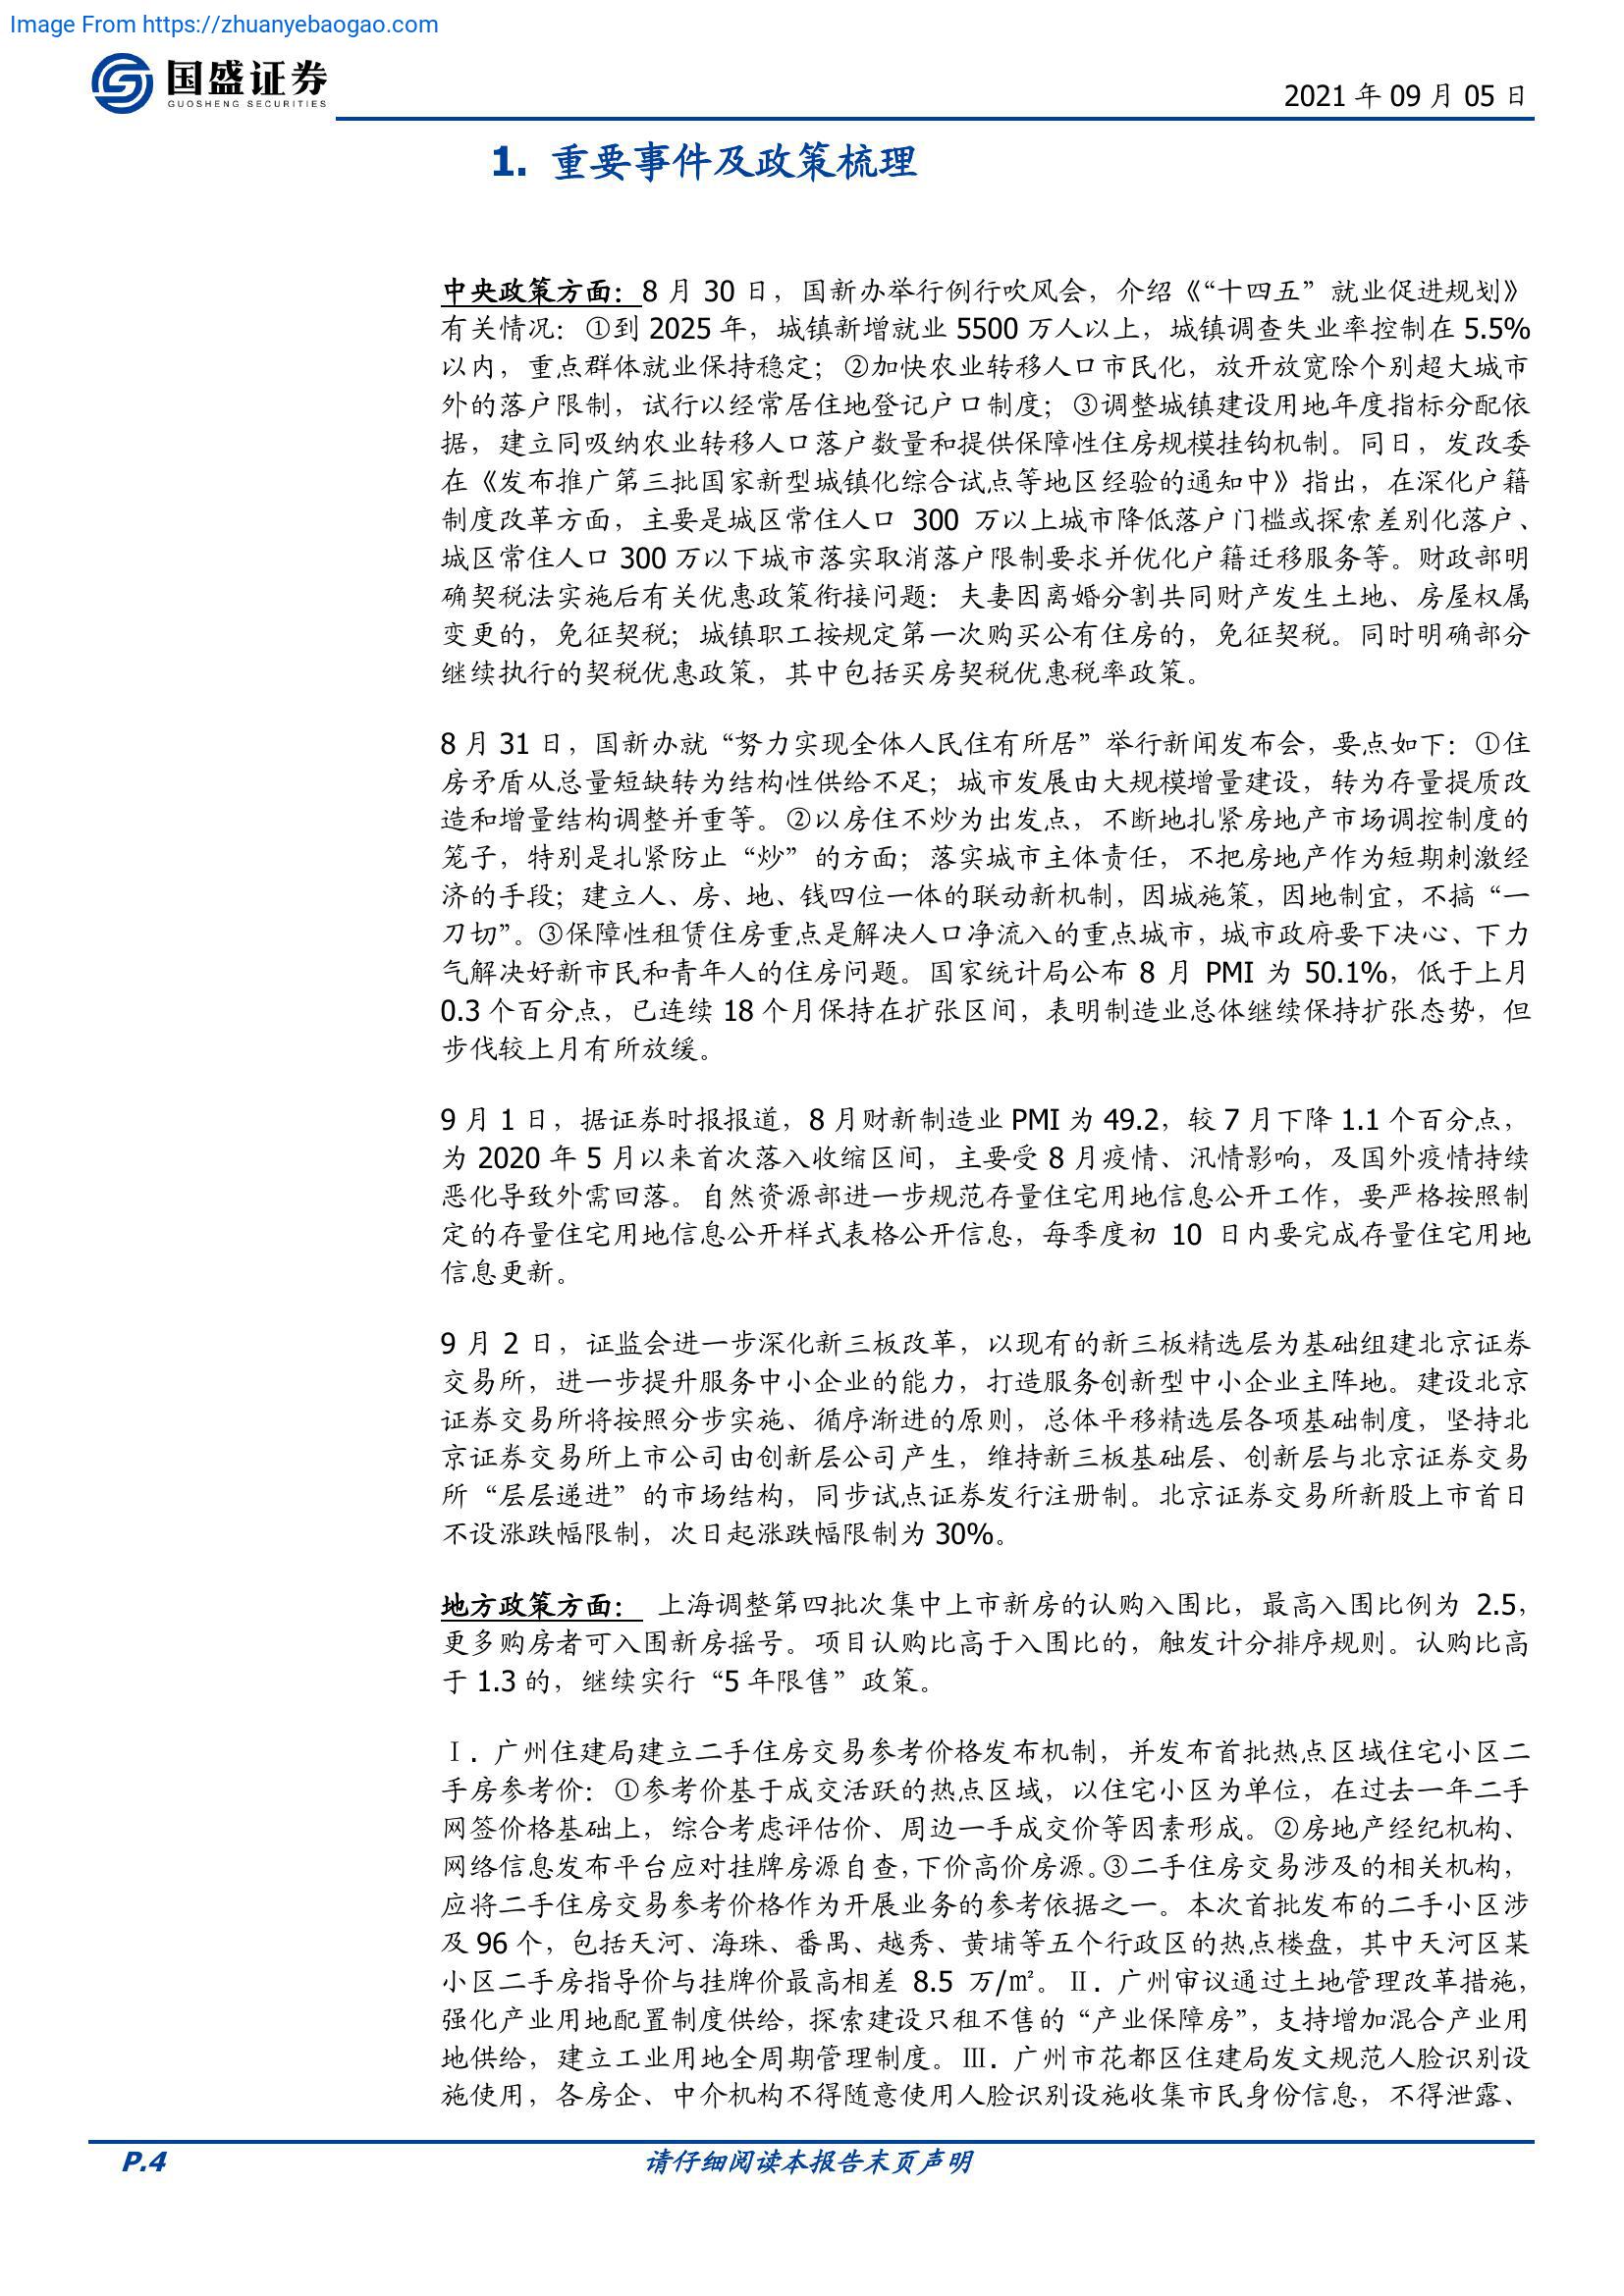 Image From https://zhuanyebaogao.com
国盛证券
GUOSHENG SECURITIES
2021 年 09 月 05 日
1. 重要事件及政策梳理
中央政策方面：8 月 30 日，国新办举行例行吹风会，介绍《“十四五”就业促进规划》
有关情况：①到 2025 年，城镇新增就业 5500 万人以上，城镇调查失业率控制在 5.5%
以内，重点群体就业保持稳定；②加快农业转移人口市民化，放开放宽除个别超大城市
外的落户限制，试行以经常居住地登记户口制度；③调整城镇建设用地年度指标分配依
据，建立同吸纳农业转移人口落户数量和提供保障性住房规模挂钩机制。同日，发改委
在《发布推广第三批国家新型城镇化综合试点等地区经验的通知中》指出，在深化户籍
制度改革方面，主要是城区常住人口 300 万以上城市降低落户门槛或探索差别化落户、
城区常住人口 300 万以下城市落实取消落户限制要求并优化户籍迁移服务等。财政部明
确契税法实施后有关优惠政策衔接问题：夫妻因离婚分割共同财产发生土地、房屋权属
变更的，免征契税；城镇职工按规定第一次购买公有住房的，免征契税。同时明确部分
继续执行的契税优惠政策，其中包括买房契税优惠税率政策。
8 月 31 日，国新办就“努力实现全体人民住有所居”举行新闻发布会，要点如下：①住
房矛盾从总量短缺转为结构性供给不足；城市发展由大规模增量建设，转为存量提质改
造和增量结构调整并重等。②以房住不炒为出发点，不断地扎紧房地产市场调控制度的
笼子，特别是扎紧防止“炒”的方面；落实城市主体责任，不把房地产作为短期刺激经
济的手段；建立人、房、地、钱四位一体的联动新机制，因城施策，因地制宜，不搞“一
刀切”。③保障性租赁住房重点是解决人口净流入的重点城市，城市政府要下决心、下力
气解决好新市民和青年人的住房问题。国家统计局公布 8 月 PMI 为 50.1%，低于上月
0.3 个百分点，已连续 18 个月保持在扩张区间，表明制造业总体继续保持扩张态势，但
步伐较上月有所放缓。
9 月 1 日，据证券时报报道，8 月财新制造业 PMI 为 49.2，较 7 月下降 1.1 个百分点，
为 2020 年 5 月以来首次落入收缩区间，主要受 8 月疫情、汛情影响，及国外疫情持续
恶化导致外需回落。自然资源部进一步规范存量住宅用地信息公开工作，要严格按照制
定的存量住宅用地信息公开样式表格公开信息，每季度初 10 日内要完成存量住宅用地
信息更新。
9 月 2 日，证监会进一步深化新三板改革，以现有的新三板精选层为基础组建北京证券
交易所，进一步提升服务中小企业的能力，打造服务创新型中小企业主阵地。建设北京
证券交易所将按照分步实施、循序渐进的原则，总体平移精选层各项基础制度，坚持北
京证券交易所上市公司由创新层公司产生，维持新三板基础层、创新层与北京证券交易
所“层层递进”的市场结构，同步试点证券发行注册制。北京证券交易所新股上市首日
不设涨跌幅限制，次日起涨跌幅限制为 30%。
地方政策方面： 上海调整第四批次集中上市新房的认购入围比，最高入围比例为 2.5，
更多购房者可入围新房摇号。项目认购比高于入围比的，触发计分排序规则。认购比高
于 1.3 的，继续实行“5 年限售”政策。
Ⅰ. 广州住建局建立二手住房交易参考价格发布机制，并发布首批热点区域住宅小区二
手房参考价：①参考价基于成交活跃的热点区域，以住宅小区为单位，在过去一年二手
网签价格基础上，综合考虑评估价、周边一手成交价等因素形成。②房地产经纪机构、
网络信息发布平台应对挂牌房源自查，下价高价房源。③二手住房交易涉及的相关机构，
应将二手住房交易参考价格作为开展业务的参考依据之一。本次首批发布的二手小区涉
及 96 个，包括天河、海珠、番禺、越秀、黄埔等五个行政区的热点楼盘，其中天河区某
小区二手房指导价与挂牌价最高相差 8.5 万/㎡。Ⅱ. 广州审议通过土地管理改革措施，
强化产业用地配置制度供给，探索建设只租不售的“产业保障房”，支持增加混合产业用
地供给，建立工业用地全周期管理制度。Ⅲ. 广州市花都区住建局发文规范人脸识别设
施使用，各房企、中介机构不得随意使用人脸识别设施收集市民身份信息，不得泄露、
P.4
请仔细阅读本报告末页声明